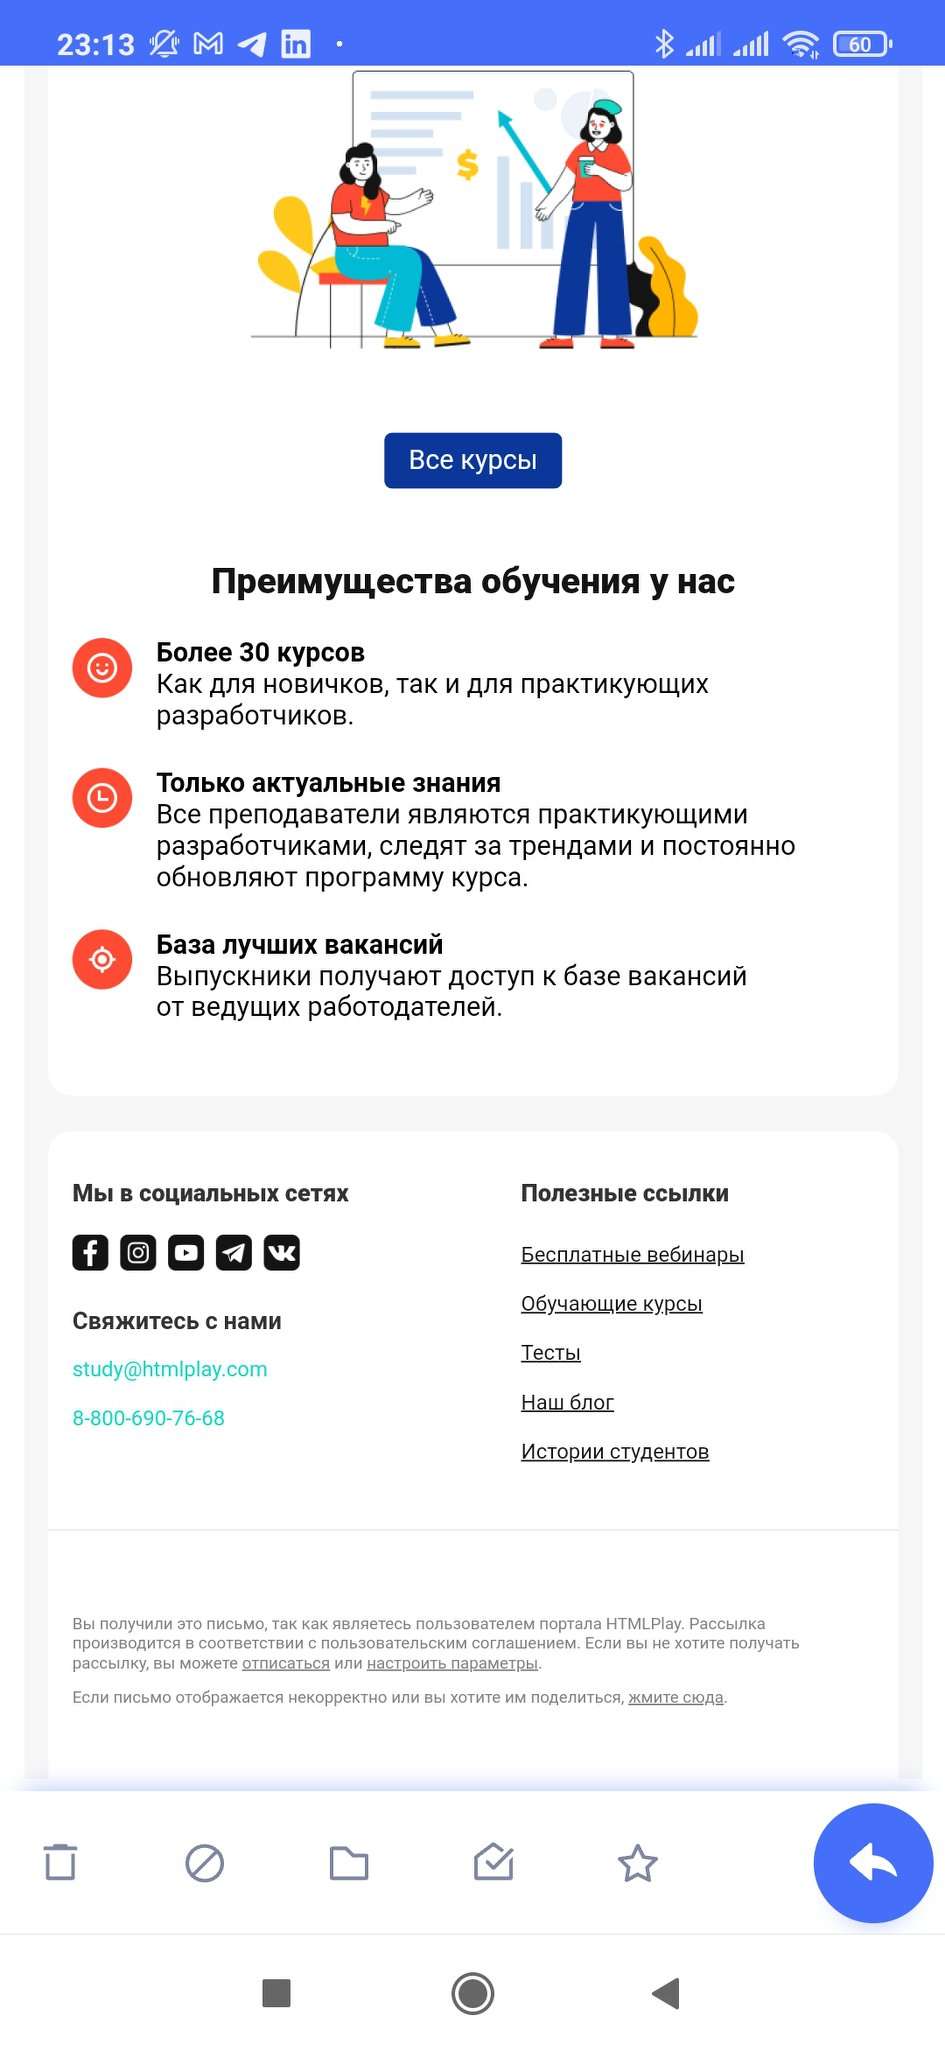 23:13
60
$
Все курсы
Преимущества обучения у нас
Более 30 курсов
Как для новичков, так и для практикующих
разработчиков.
Только актуальные знания
Все преподаватели являются практикующими
разработчиками, следят за трендами и постоянно
обновляют программу курса.
База лучших вакансий
Выпускники получают доступ к базе вакансий
от ведущих работодателей.
Мы в социальных сетях
Свяжитесь с нами
study@htmlplay.com
8-800-690-76-68
Полезные ссылки
Бесплатные вебинары
Обучающие курсы
Тесты
Наш блог
Истории студентов
Вы получили это письмо, так как являетесь пользователем портала HTMLPlay. Рассылка
производится в соответствии с пользовательским соглашением. Если вы не хотите получать
рассылку, вы можете отписаться или настроить параметры.
Если письмо отображается некорректно или вы хотите им поделиться, жмите сюда.